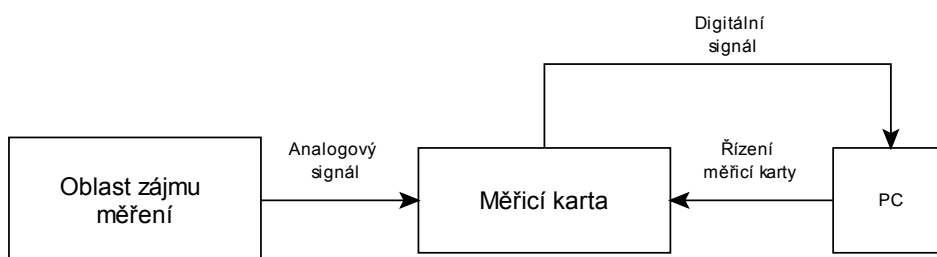 Digitální
signál
Oblast zájmu
měření
Analogový
signál
Měřicí karta
Řízení
měřicí karty
PC